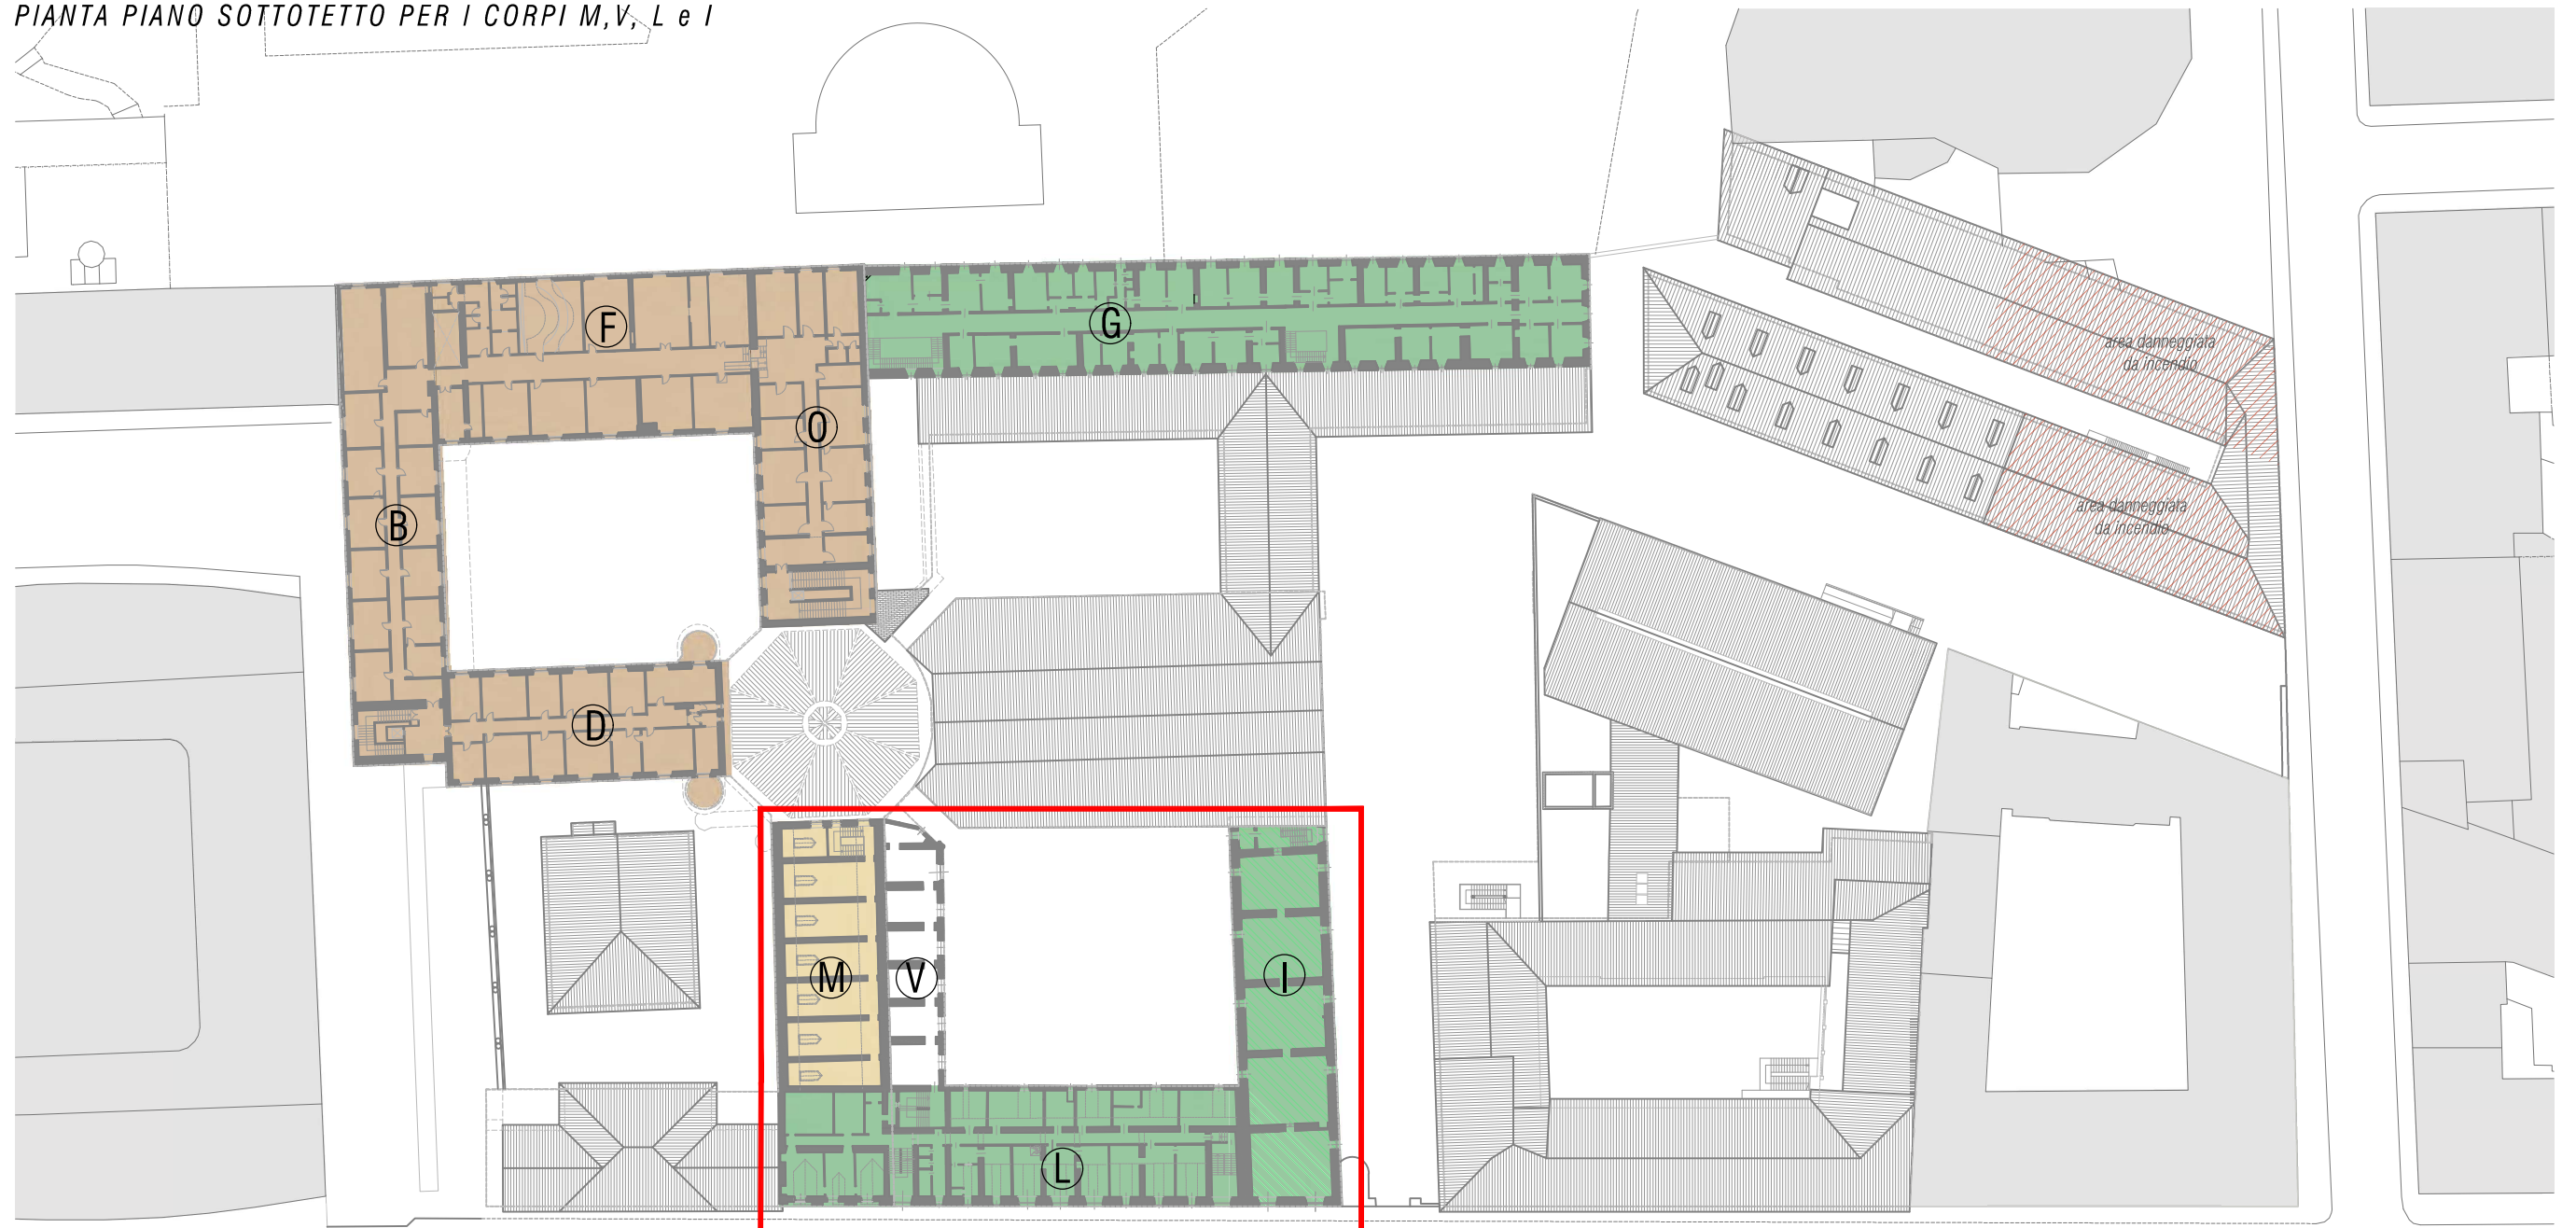 PIANTA PIANO SOTTOTETTO PER I CORPI M,V, L e I
F
G
area danneggiata
da incendio
O
B
area danneggiata
da incendio
D
M
V
I
L